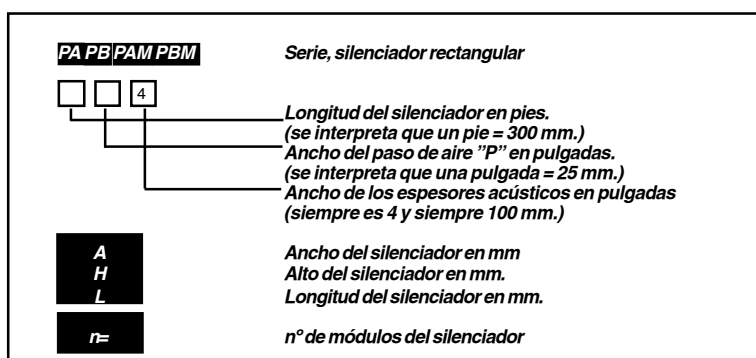 PA PB PAM PBM Serie, silenciador rectangular
4
Longitud del silenciador en pies.
(se interpreta que un pie = 300 mm.)
Ancho del paso de aire ”P” en pulgadas.
(se interpreta que una pulgada = 25 mm.)
Ancho de los espesores acústicos en pulgadas
(siempre es 4 y siempre 100 mm.)
A Ancho del silenciador en mm
H Alto del silenciador en mm.
L Longitud del silenciador en mm.
n= nº de módulos del silenciador